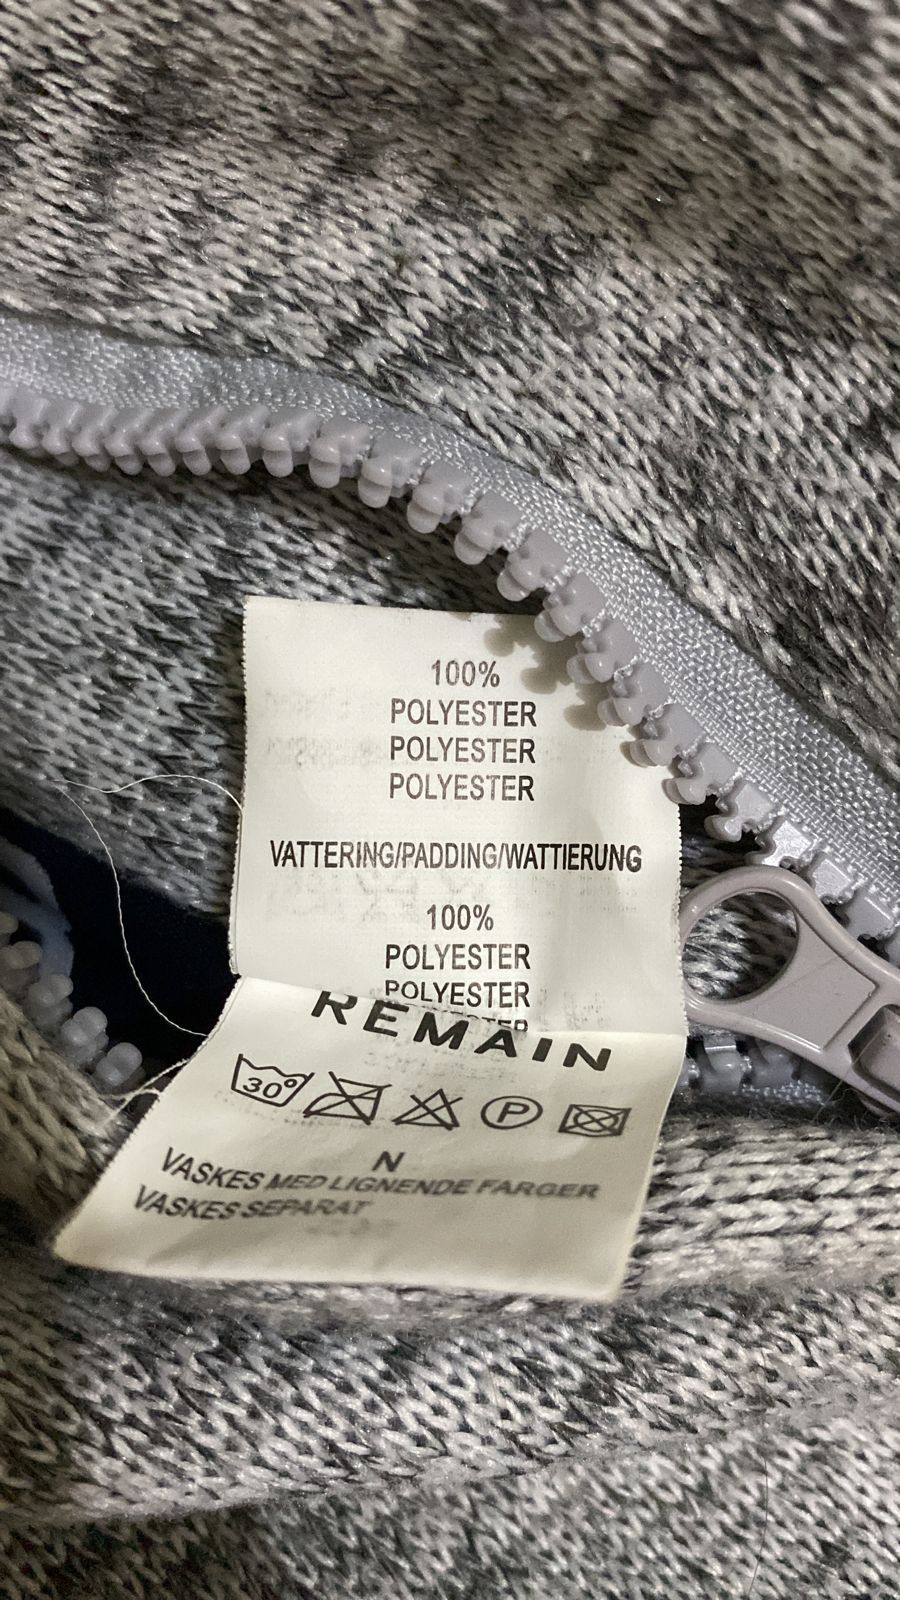 100%
POLYESTER
POLYESTER
POLYESTER
VATTERING/PADDING/WATTIERUNG
100%
POLYESTER
POLYESTER
REMAIN
30°
P
N
VASKES MED LIGNENDE FARGER
VASKES SEPARAT